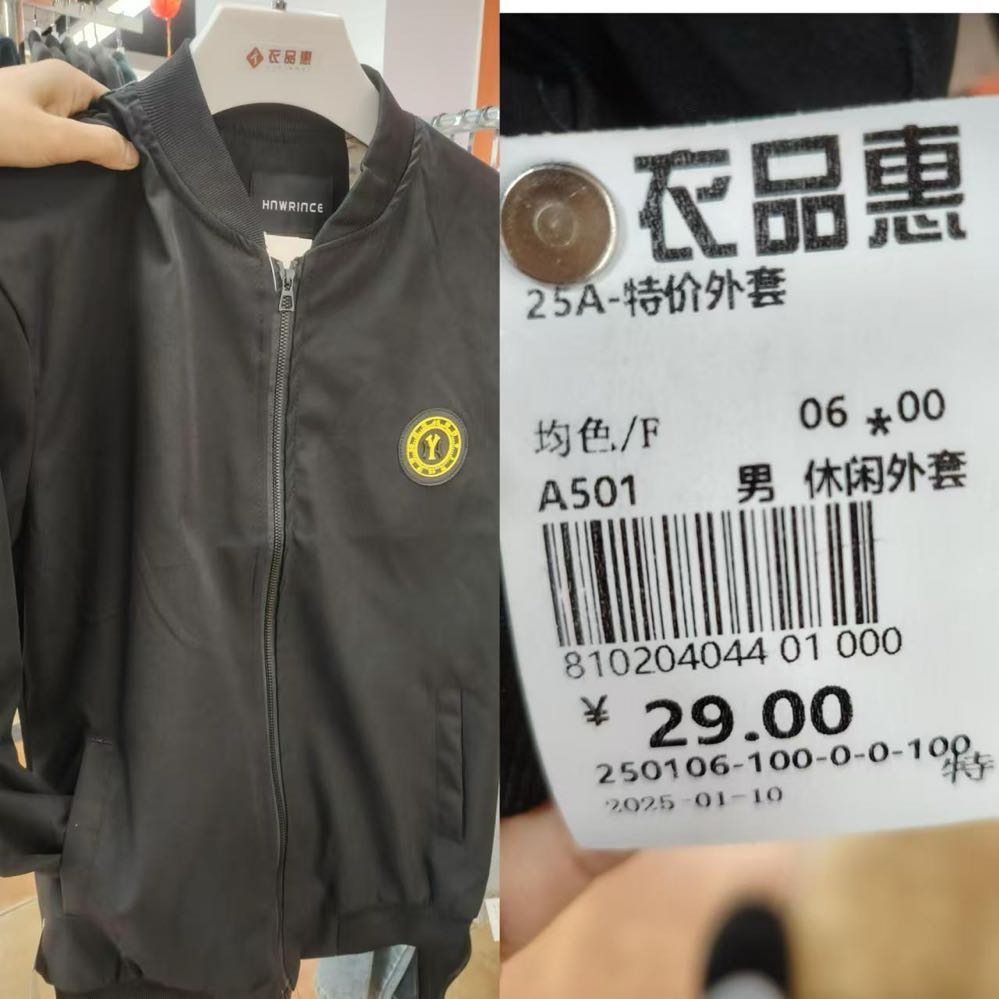 衣品惠
HNWRINCE
Y
衣品惠
25A-特价外套
均色/F
06*00
A501 男 休闲外套
810204044 01 000
¥ 29.00
250106-100-0-0-100
特
2025-01-10